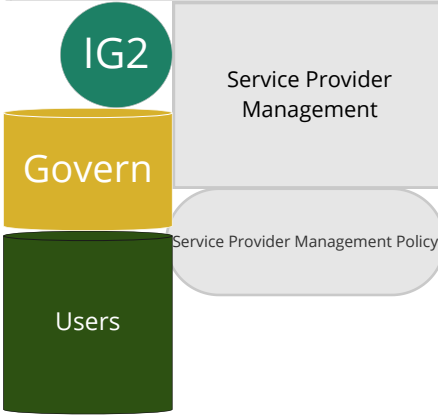 IG2
Service Provider
Management
Govern
Service Provider Management Policy
Users